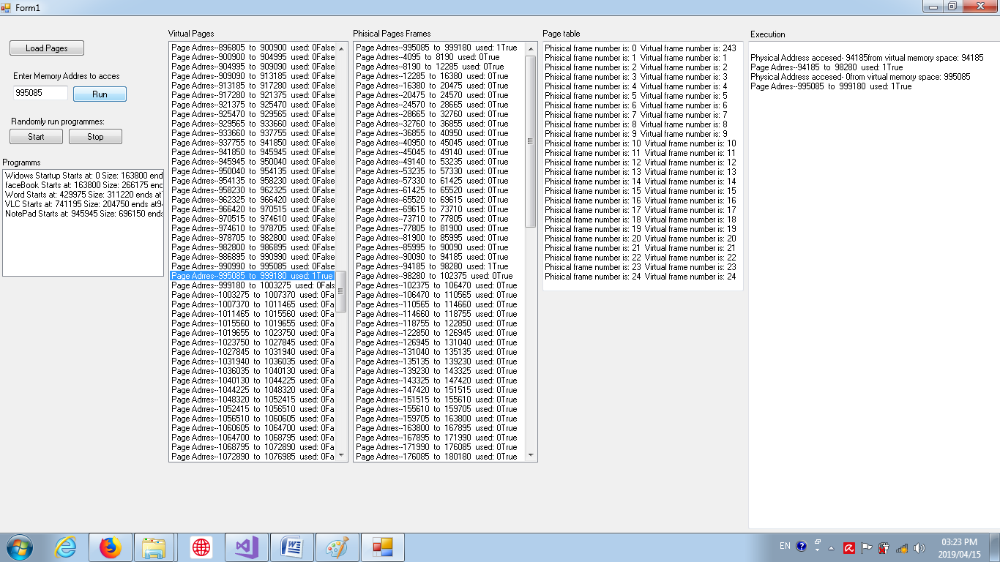 Form1
Load Pages
Enter Memory Addres to acces
995085
Run
Randomly run programmes:
Start
Stop
Programms
Widows Startup Starts at: 0 Size: 163800 end
faceBook Starts at: 163800 Size: 266175 end
Word Starts at: 429975 Size: 311220 ends at
VLC Starts at: 741195 Size: 204750 ends at94
NotePad Starts at: 945945 Size: 696150 ends
Virtual Pages
Page Adres--896805 to 900900 used: 0False
Page Adres--900900 to 904995 used: 0False
Page Adres--904995 to 909090 used: 0False
Page Adres--909090 to 913185 used: 0False
Page Adres--913185 to 917280 used: 0False
Page Adres--917280 to 921375 used: 0False
Page Adres--921375 to 925470 used: 0False
Page Adres--925470 to 929565 used: 0False
Page Adres--929565 to 933660 used: 0False
Page Adres--933660 to 937755 used: 0False
Page Adres--937755 to 941850 used: 0False
Page Adres--941850 to 945945 used: 0False
Page Adres--945945 to 950040 used: 0False
Page Adres--950040 to 954135 used: 0False
Page Adres--954135 to 958230 used: 0False
Page Adres--958230 to 962325 used: 0False
Page Adres--962325 to 966420 used: 0False
Page Adres--966420 to 970515 used: 0False
Page Adres--970515 to 974610 used: 0False
Page Adres--974610 to 978705 used: 0False
Page Adres--978705 to 982800 used: 0False
Page Adres--982800 to 986895 used: 0False
Page Adres--986895 to 990990 used: 0False
Page Adres--990990 to 995085 used: 0False
Page Adrres--995085 to 999180 used: 1True
Page Adres--999180 to 1003275 used: 0Fals
Page Adres--1003275 to 1007370 used: 0Fa
Page Adres--1007370 to 1011465 used: 0Fa
Page Adres--1011465 to 1015560 used: 0Fa
Page Adres--1015560 to 1019655 used: 0Fa
Page Adres--1019655 to 1023750 used: 0Fa
Page Adres--1023750 to 1027845 used: 0Fa
Page Adres--1027845 to 1031940 used: 0Fa
Page Adres--1031940 to 1036035 used: 0Fa
Page Adres--1036035 to 1040130 used: 0Fa
Page Adres--1040130 to 1044225 used: 0Fa
Page Adres--1044225 to 1048320 used: 0Fa
Page Adres--1048320 to 1052415 used: 0Fa
Page Adres--1052415 to 1056510 used: 0Fa
Page Adres--1056510 to 1060605 used: 0Fa
Page Adres--1060605 to 1064700 used: 0Fa
Page Adres--1064700 to 1068795 used: 0Fa
Page Adres--1068795 to 1072890 used: 0Fa
Page Adres--1072890 to 1076985 used: 0Fa
Phisical Pages Frames
Page Adrres--995085 to 999180 used: 1True
Page Adrres--4095 to 8190 used: 0True
Page Adrres--8190 to 12285 used: 0True
Page Adrres--12285 to 16380 used: 0True
Page Adrres--16380 to 20475 used: 0True
Page Adrres--20475 to 24570 used: 0True
Page Adrres--24570 to 28665 used: 0True
Page Adrres--28665 to 32760 used: 0True
Page Adrres--32760 to 36855 used: 0True
Page Adrres--36855 to 40950 used: 0True
Page Adrres--40950 to 45045 used: 0True
Page Adrres--45045 to 49140 used: 0True
Page Adrres--49140 to 53235 used: 0True
Page Adrres--53235 to 57330 used: 0True
Page Adrres--57330 to 61425 used: 0True
Page Adrres--61425 to 65520 used: 0True
Page Adrres--65520 to 69615 used: 0True
Page Adrres--69615 to 73710 used: 0True
Page Adrres--73710 to 77805 used: 0True
Page Adrres--77805 to 81900 used: 0True
Page Adrres--81900 to 85995 used: 0True
Page Adrres--85995 to 90090 used: 0True
Page Adrres--90090 to 94185 used: 0True
Page Adrres--94185 to 98280 used: 1True
Page Adrres--98280 to 102375 used: 0True
Page Adrres--102375 to 106470 used: 0True
Page Adrres--106470 to 110565 used: 0True
Page Adrres--110565 to 114660 used: 0True
Page Adrres--114660 to 118755 used: 0True
Page Adrres--118755 to 122850 used: 0True
Page Adrres--122850 to 126945 used: 0True
Page Adrres--126945 to 131040 used: 0True
Page Adrres--131040 to 135135 used: 0True
Page Adrres--135135 to 139230 used: 0True
Page Adrres--139230 to 143325 used: 0True
Page Adrres--143325 to 147420 used: 0True
Page Adrres--147420 to 151515 used: 0True
Page Adrres--151515 to 155610 used: 0True
Page Adrres--155610 to 159705 used: 0True
Page Adrres--159705 to 163800 used: 0True
Page Adrres--163800 to 167895 used: 0True
Page Adrres--167895 to 171990 used: 0True
Page Adrres--171990 to 176085 used: 0True
Page Adrres--176085 to 180180 used: 0True
Page table
Phisical frame number is: 0 Virtual frame number is: 243
Phisical frame number is: 1 Virtual frame number is: 1
Phisical frame number is: 2 Virtual frame number is: 2
Phisical frame number is: 3 Virtual frame number is: 3
Phisical frame number is: 4 Virtual frame number is: 4
Phisical frame number is: 5 Virtual frame number is: 5
Phisical frame number is: 6 Virtual frame number is: 6
Phisical frame number is: 7 Virtual frame number is: 7
Phisical frame number is: 8 Virtual frame number is: 8
Phisical frame number is: 9 Virtual frame number is: 9
Phisical frame number is: 10 Virtual frame number is: 10
Phisical frame number is: 11 Virtual frame number is: 11
Phisical frame number is: 12 Virtual frame number is: 12
Phisical frame number is: 13 Virtual frame number is: 13
Phisical frame number is: 14 Virtual frame number is: 14
Phisical frame number is: 15 Virtual frame number is: 15
Phisical frame number is: 16 Virtual frame number is: 16
Phisical frame number is: 17 Virtual frame number is: 17
Phisical frame number is: 18 Virtual frame number is: 18
Phisical frame number is: 19 Virtual frame number is: 19
Phisical frame number is: 20 Virtual frame number is: 20
Phisical frame number is: 21 Virtual frame number is: 21
Phisical frame number is: 22 Virtual frame number is: 22
Phisical frame number is: 23 Virtual frame number is: 23
Phisical frame number is: 24 Virtual frame number is: 24
Execution
Physical Address accesed- 94185from virtual memory space: 94185
Page Adres--94185 to 98280 used: 1True
Physical Address accesed- 0from virtual memory space: 995085
Page Adres--995085 to 999180 used: 1True
EN
03:23 PM
2019/04/15